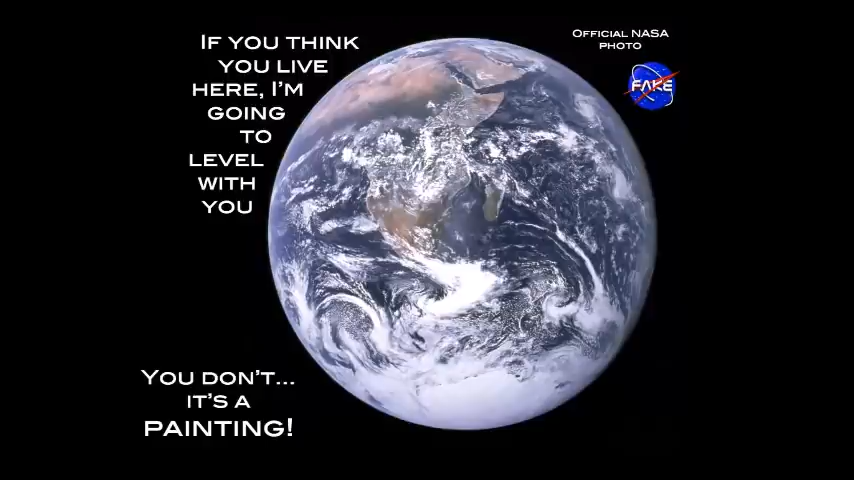 If you think
you live
here, I'm
going
to
level
with
you
Official NASA
photo
FAKE
You don't...
it's a
painting!